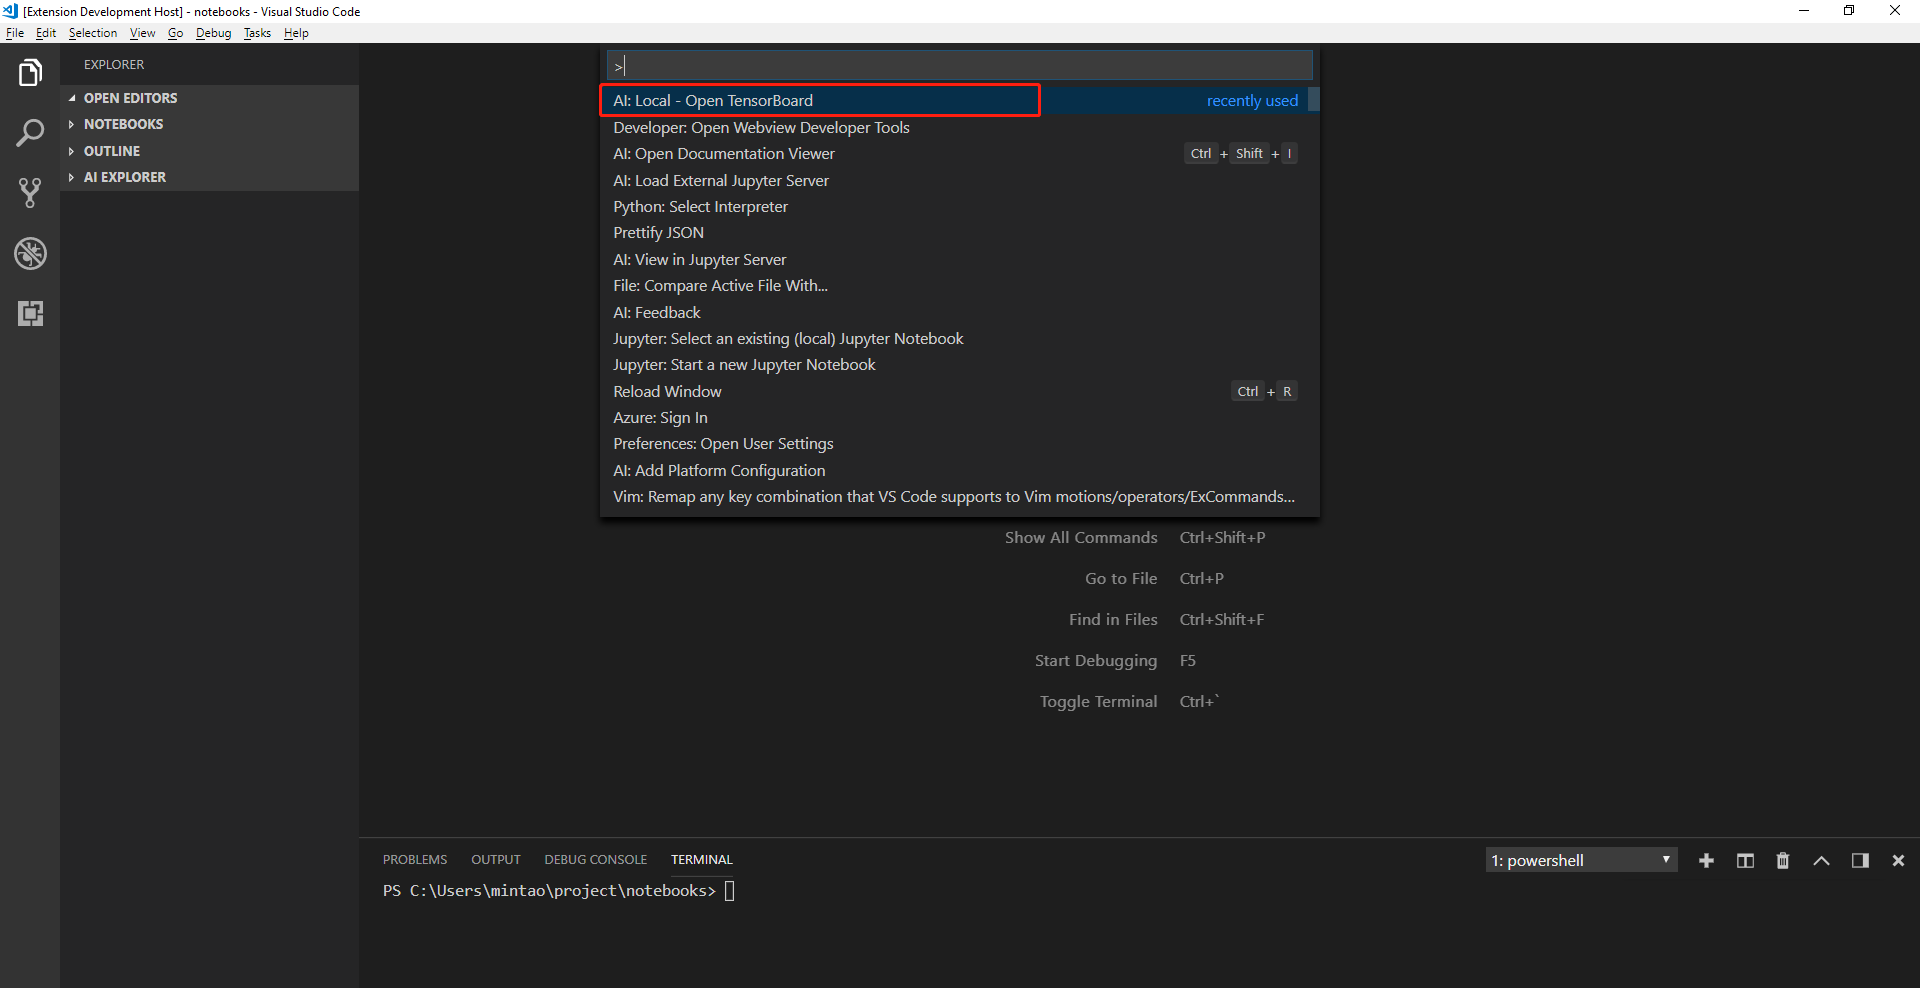 [Extension Development Host] - notebooks - Visual Studio Code
File Edit Selection View Go Debug Tasks Help
EXPLORER
OPEN EDITORS
NOTEBOOKS
OUTLINE
AI EXPLORER
>
AI: Local - Open TensorBoard recently used
Developer: Open Webview Developer Tools
AI: Open Documentation Viewer Ctrl + Shift + I
AI: Load External Jupyter Server
Python: Select Interpreter
Prettify JSON
AI: View in Jupyter Server
File: Compare Active File With...
AI: Feedback
Jupyter: Select an existing (local) Jupyter Notebook
Jupyter: Start a new Jupyter Notebook
Reload Window Ctrl + R
Azure: Sign In
Preferences: Open User Settings
AI: Add Platform Configuration
Vim: Remap any key combination that VS Code supports to Vim motions/operators/ExCommands...
Show All Commands Ctrl+Shift+P
Go to File Ctrl+P
Find in Files Ctrl+Shift+F
Start Debugging F5
Toggle Terminal Ctrl+`
PROBLEMS OUTPUT DEBUG CONSOLE TERMINAL 1: powershell
PS C:\Users\mintao\project\notebooks>